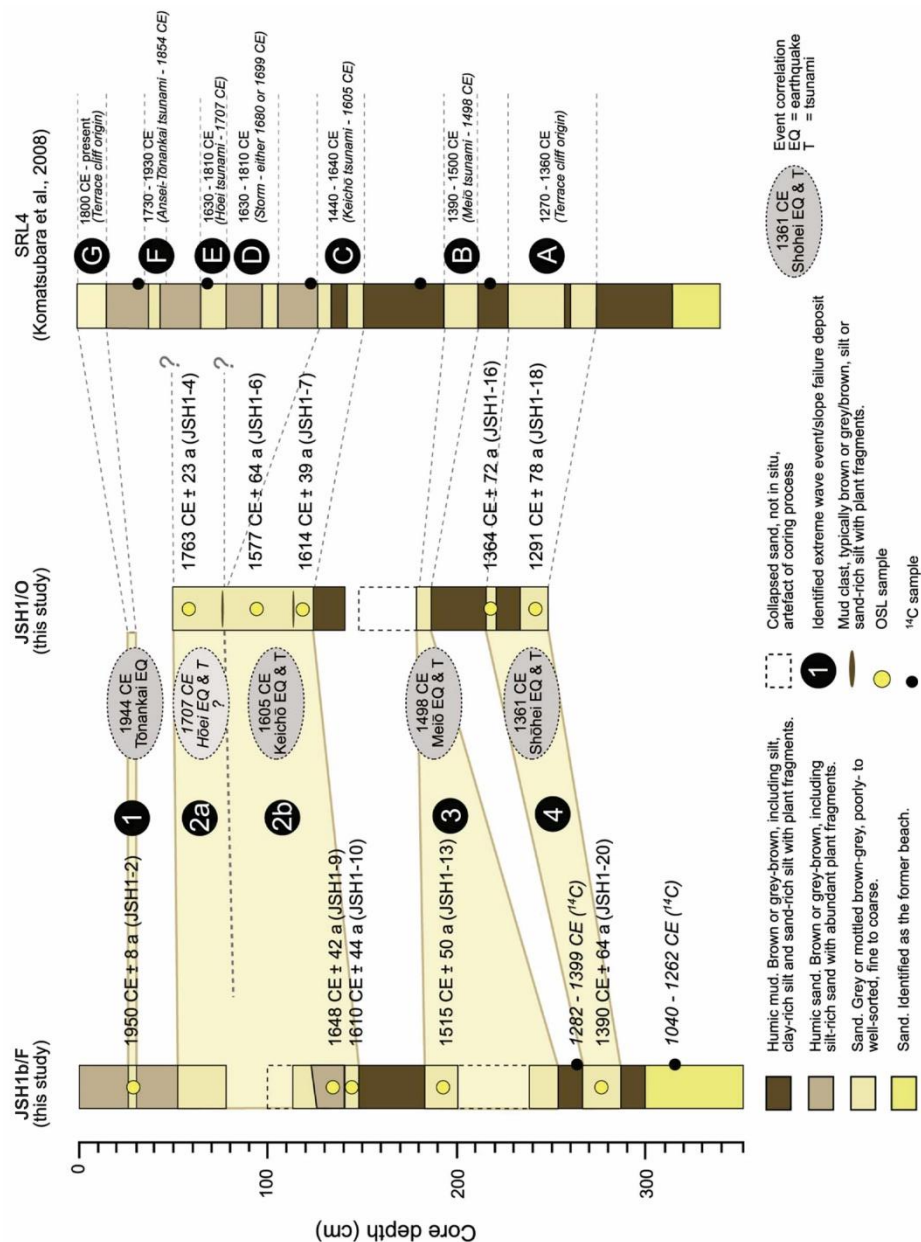 JSH1b/F
(this study)
JSH1/O
(this study)
SRL4
(Komatsubara et al., 2008)
Core depth (cm)
0
100
200
300
1950 CE ± 8 a (JSH1-2)
1648 CE ± 42 a (JSH1-9)
1610 CE ± 44 a (JSH1-10)
1515 CE ± 50 a (JSH1-13)
1282 - 1399 CE (¹⁴C)
1390 CE ± 64 a (JSH1-20)
1040 - 1262 CE (¹⁴C)
1
2a
2b
3
4
1944 CE
Tōnankai EQ
1707 CE
Hōei EQ & T
?
1605 CE
Keichō EQ & T
1498 CE
Meiō EQ & T
1361 CE
Shōhei EQ & T
1763 CE ± 23 a (JSH1-4)
1577 CE ± 64 a (JSH1-6)
1614 CE ± 39 a (JSH1-7)
1364 CE ± 72 a (JSH1-16)
1291 CE ± 78 a (JSH1-18)
?
?
G
F
E
D
C
B
A
1800 CE - present
(Terrace cliff origin)
1730 - 1930 CE
(Ansei-Tōnankai tsunami - 1854 CE)
1630 - 1810 CE
(Hōei tsunami - 1707 CE)
1630 - 1810 CE
(Storm - either 1680 or 1699 CE)
1440 - 1640 CE
(Keichō tsunami - 1605 CE)
1390 - 1500 CE
(Meiō tsunami - 1498 CE)
1270 - 1360 CE
(Terrace cliff origin)
Humic mud. Brown or grey-brown, including silt,
clay-rich silt and sand-rich silt with plant fragments.
Humic sand. Brown or grey-brown, including
silt-rich sand with abundant plant fragments.
Sand. Grey or mottled brown-grey, poorly- to
well-sorted, fine to coarse.
Sand. Identified as the former beach.
Collapsed sand, not in situ,
artefact of coring process
1
Identified extreme wave event/slope failure deposit
Mud clast, typically brown or grey/brown, silt or
sand-rich silt with plant fragments.
OSL sample
¹⁴C sample
1361 CE
Shōhei EQ & T
Event correlation
EQ = earthquake
T = tsunami